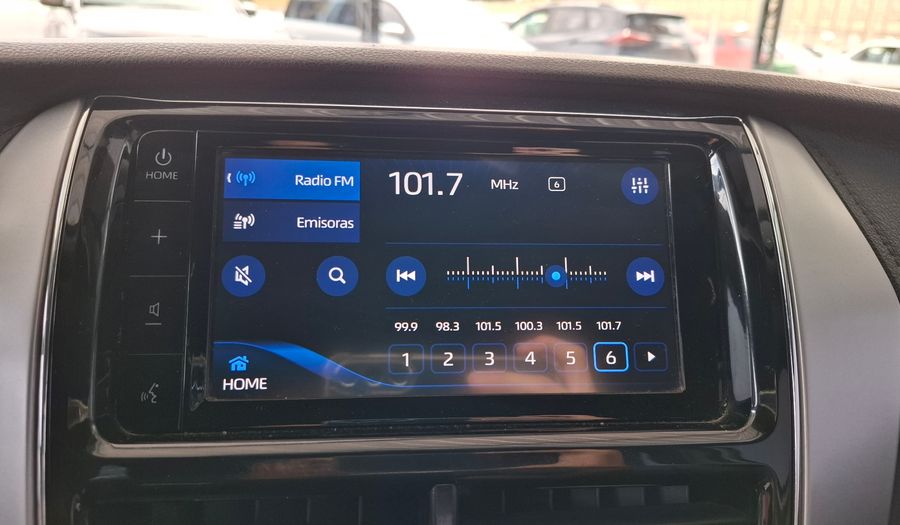 HOME
Radio FM
101.7 MHz 6
Emisoras
99.9 98.3 101.5 100.3 101.5 101.7
1 2 3 4 5 6
HOME